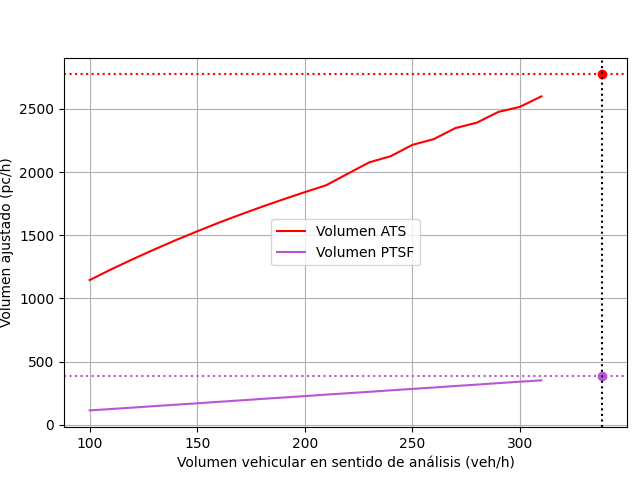 Volumen ajustado (pc/h)
2500
2000
1500
1000
500
0
Volumen ATS
Volumen PTSF
100 150 200 250 300
Volumen vehicular en sentido de análisis (veh/h)